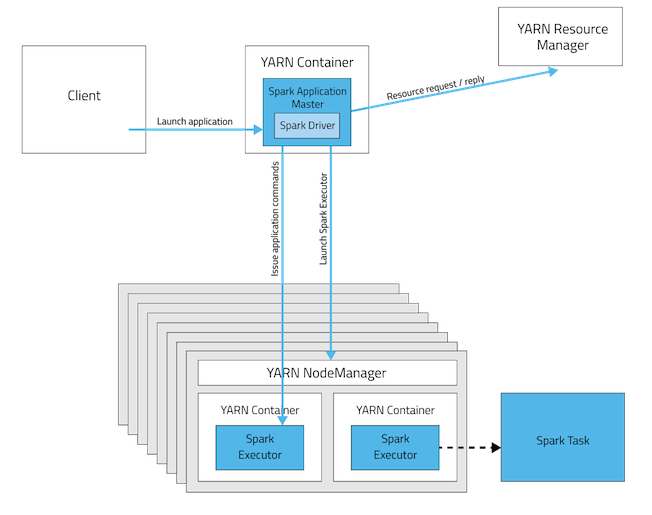 YARN Resource
Manager
Client
YARN Container
Spark Application
Master
Spark Driver
Launch application
Resource request / reply
Issue application commands
Launch Spark Executor
YARN NodeManager
YARN Container
Spark
Executor
YARN Container
Spark
Executor
Spark Task